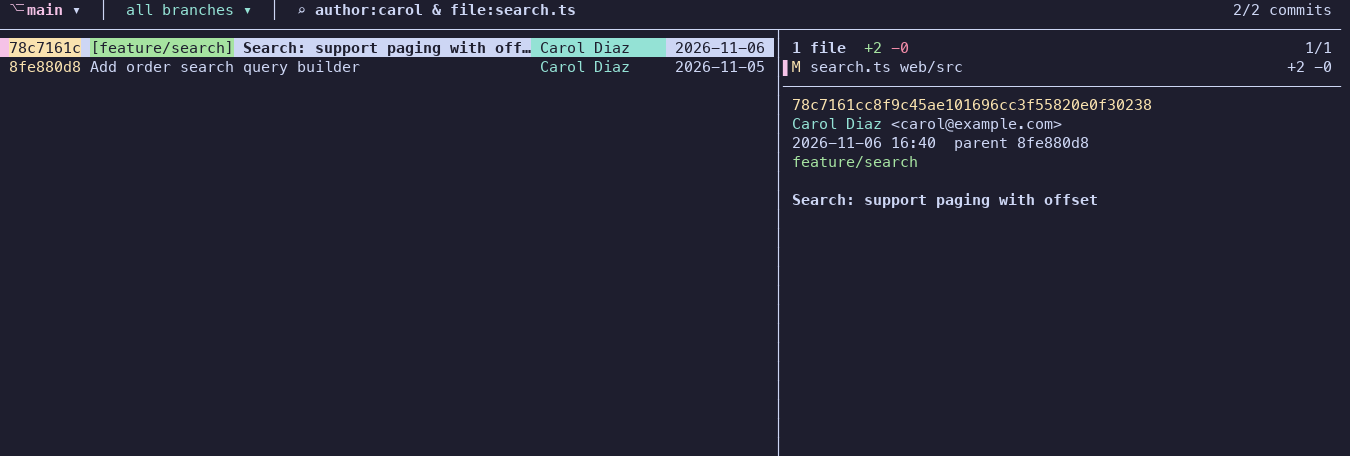 ⌥main ▾ │ all branches ▾ │ ⌕ author:carol & file:search.ts 2/2 commits
78c7161c [feature/search] Search: support paging with off… Carol Diaz 2026-11-06
8fe880d8 Add order search query builder Carol Diaz 2026-11-05
1 file +2 −0 1/1
M search.ts web/src +2 −0
78c7161cc8f9c45ae101696cc3f55820e0f30238
Carol Diaz <carol@example.com>
2026-11-06 16:40 parent 8fe880d8
feature/search
Search: support paging with offset